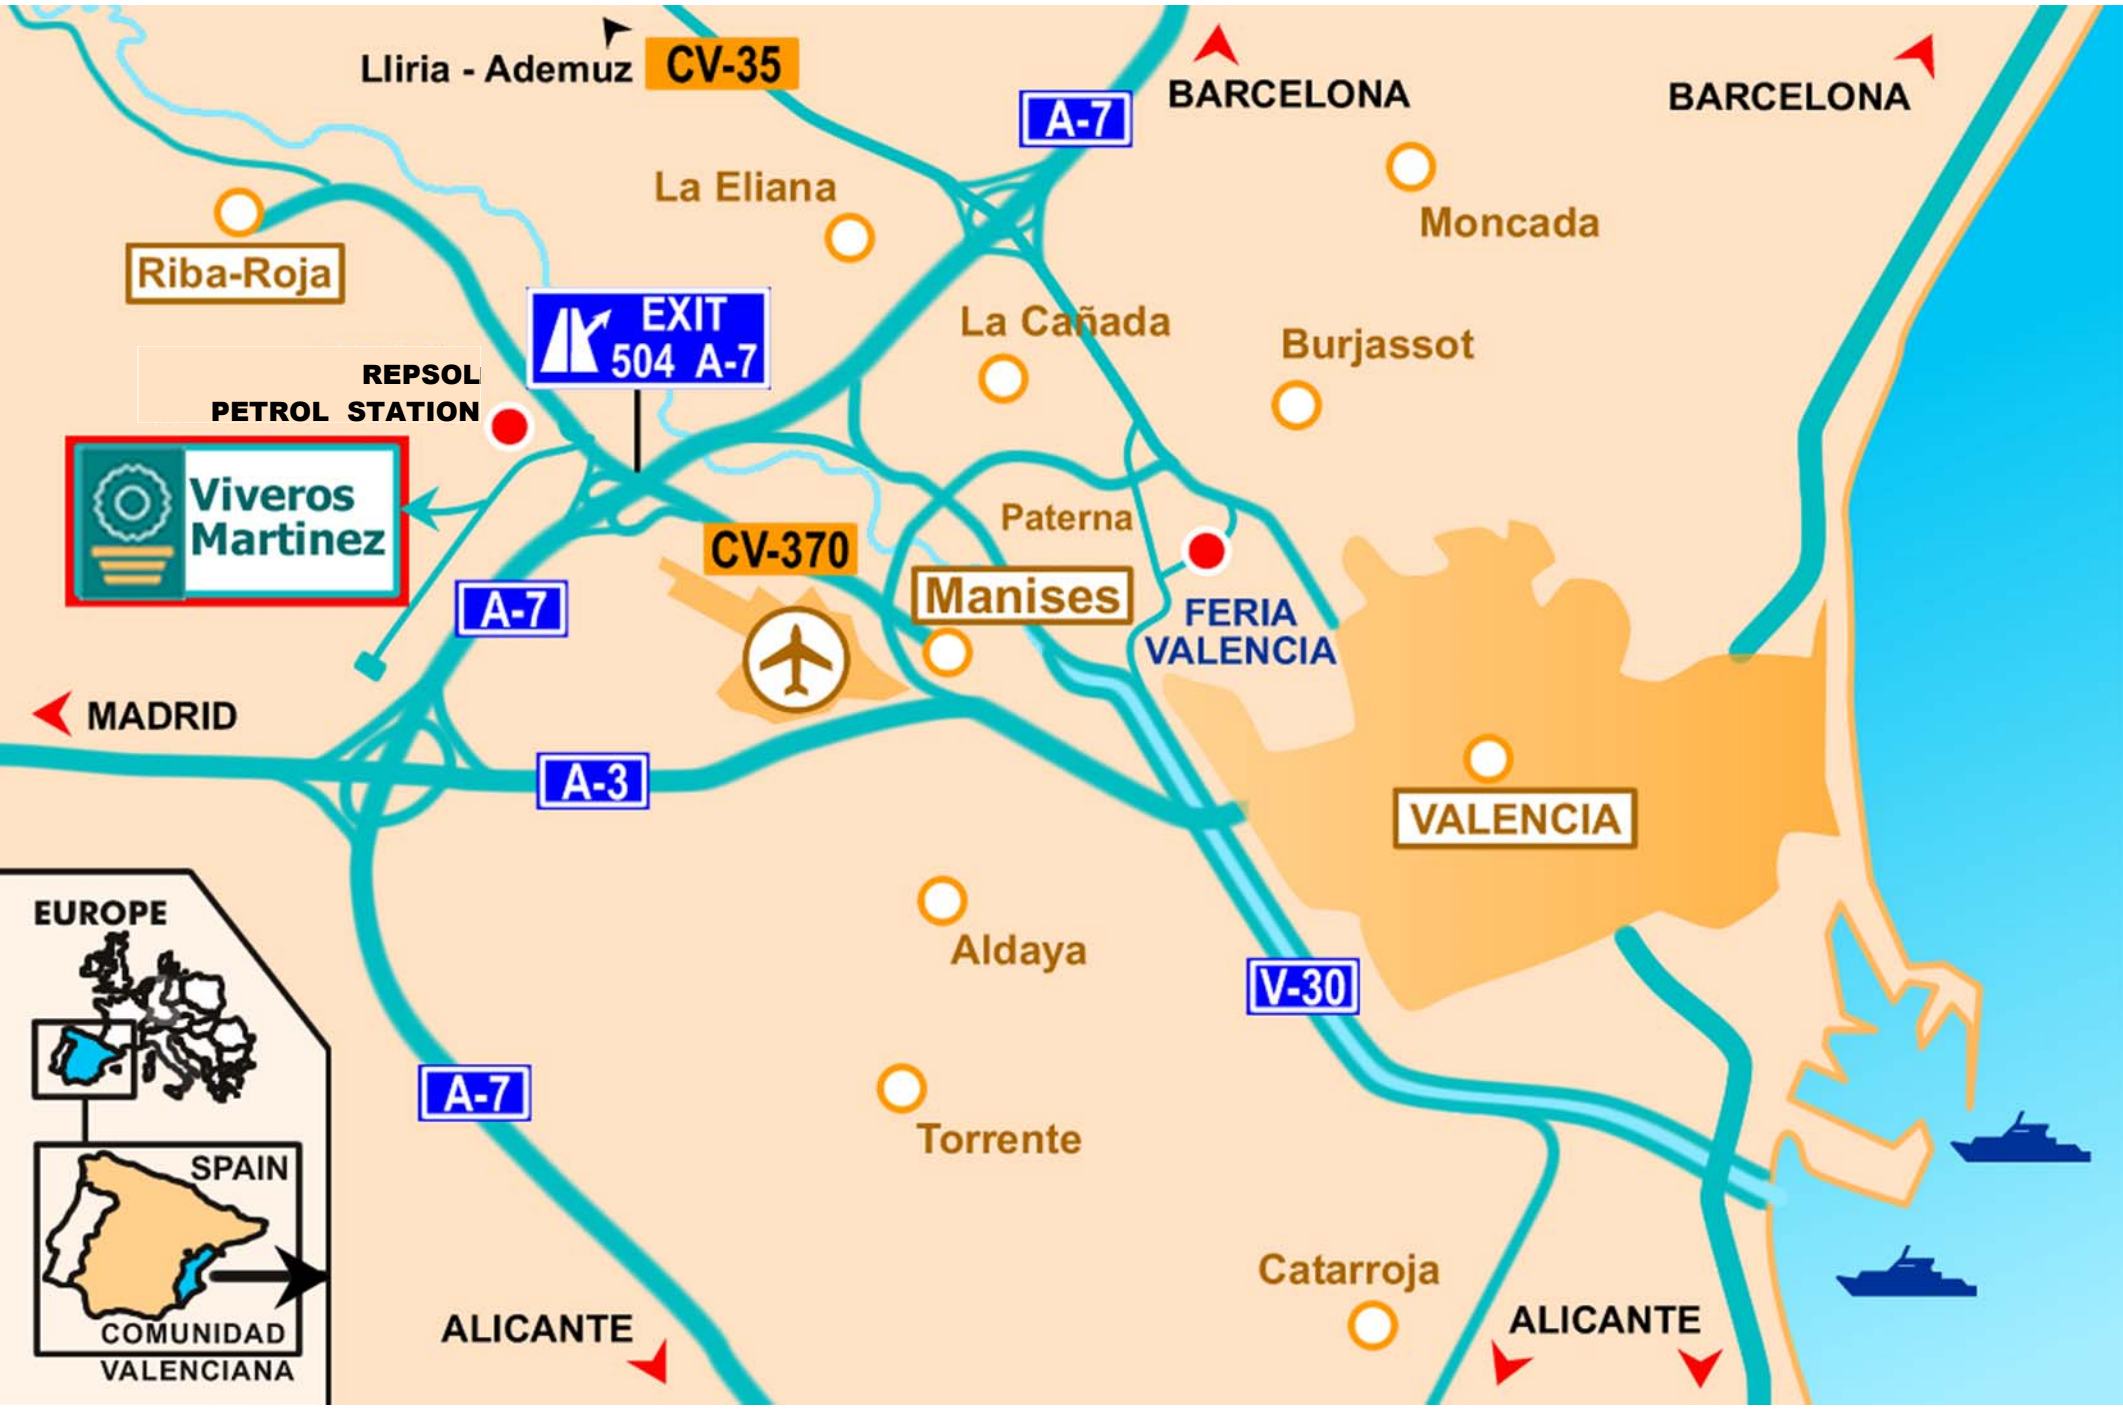 Lliria - Ademuz
CV-35
A-7
BARCELONA
BARCELONA
La Eliana
Moncada
Riba-Roja
EXIT
504 A-7
La Cañada
Burjassot
REPSOL
PETROL STATION
Viveros
Martinez
Paterna
CV-370
Manises
A-7
FERIA
VALENCIA
MADRID
A-3
VALENCIA
EUROPE
Aldaya
V-30
A-7
Torrente
SPAIN
COMUNIDAD
VALENCIANA
Catarroja
ALICANTE
ALICANTE